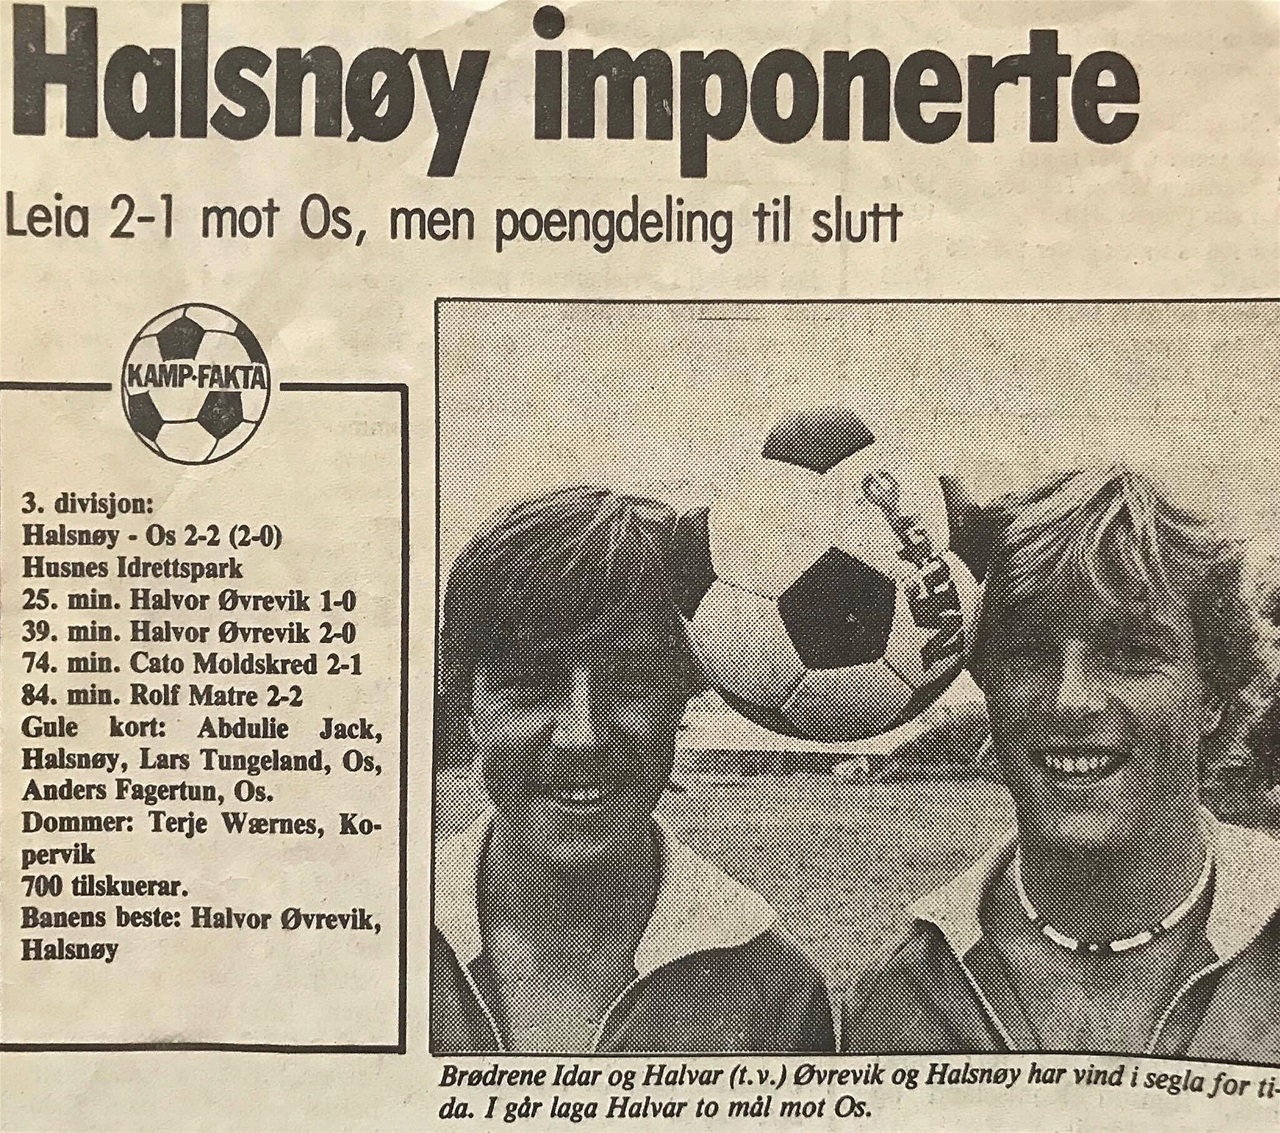 Halsnøy imponerte
Leia 2-1 mot Os, men poengdeling til slutt
KAMP·FAKTA
3. divisjon:
Halsnøy - Os 2-2 (2-0)
Husnes Idrettspark
25. min. Halvor Øvrevik 1-0
39. min. Halvor Øvrevik 2-0
74. min. Cato Moldskred 2-1
84. min. Rolf Matre 2-2
Gule kort: Abdulie Jack,
Halsnøy, Lars Tungeland, Os,
Anders Fagertun, Os.
Dommer: Terje Wærnes, Ko-
pervik
700 tilskuerar.
Banens beste: Halvor Øvrevik,
Halsnøy
Brødrene Idar og Halvar (t.v.) Øvrevik og Halsnøy har vind i segla for ti-
da. I går laga Halvar to mål mot Os.